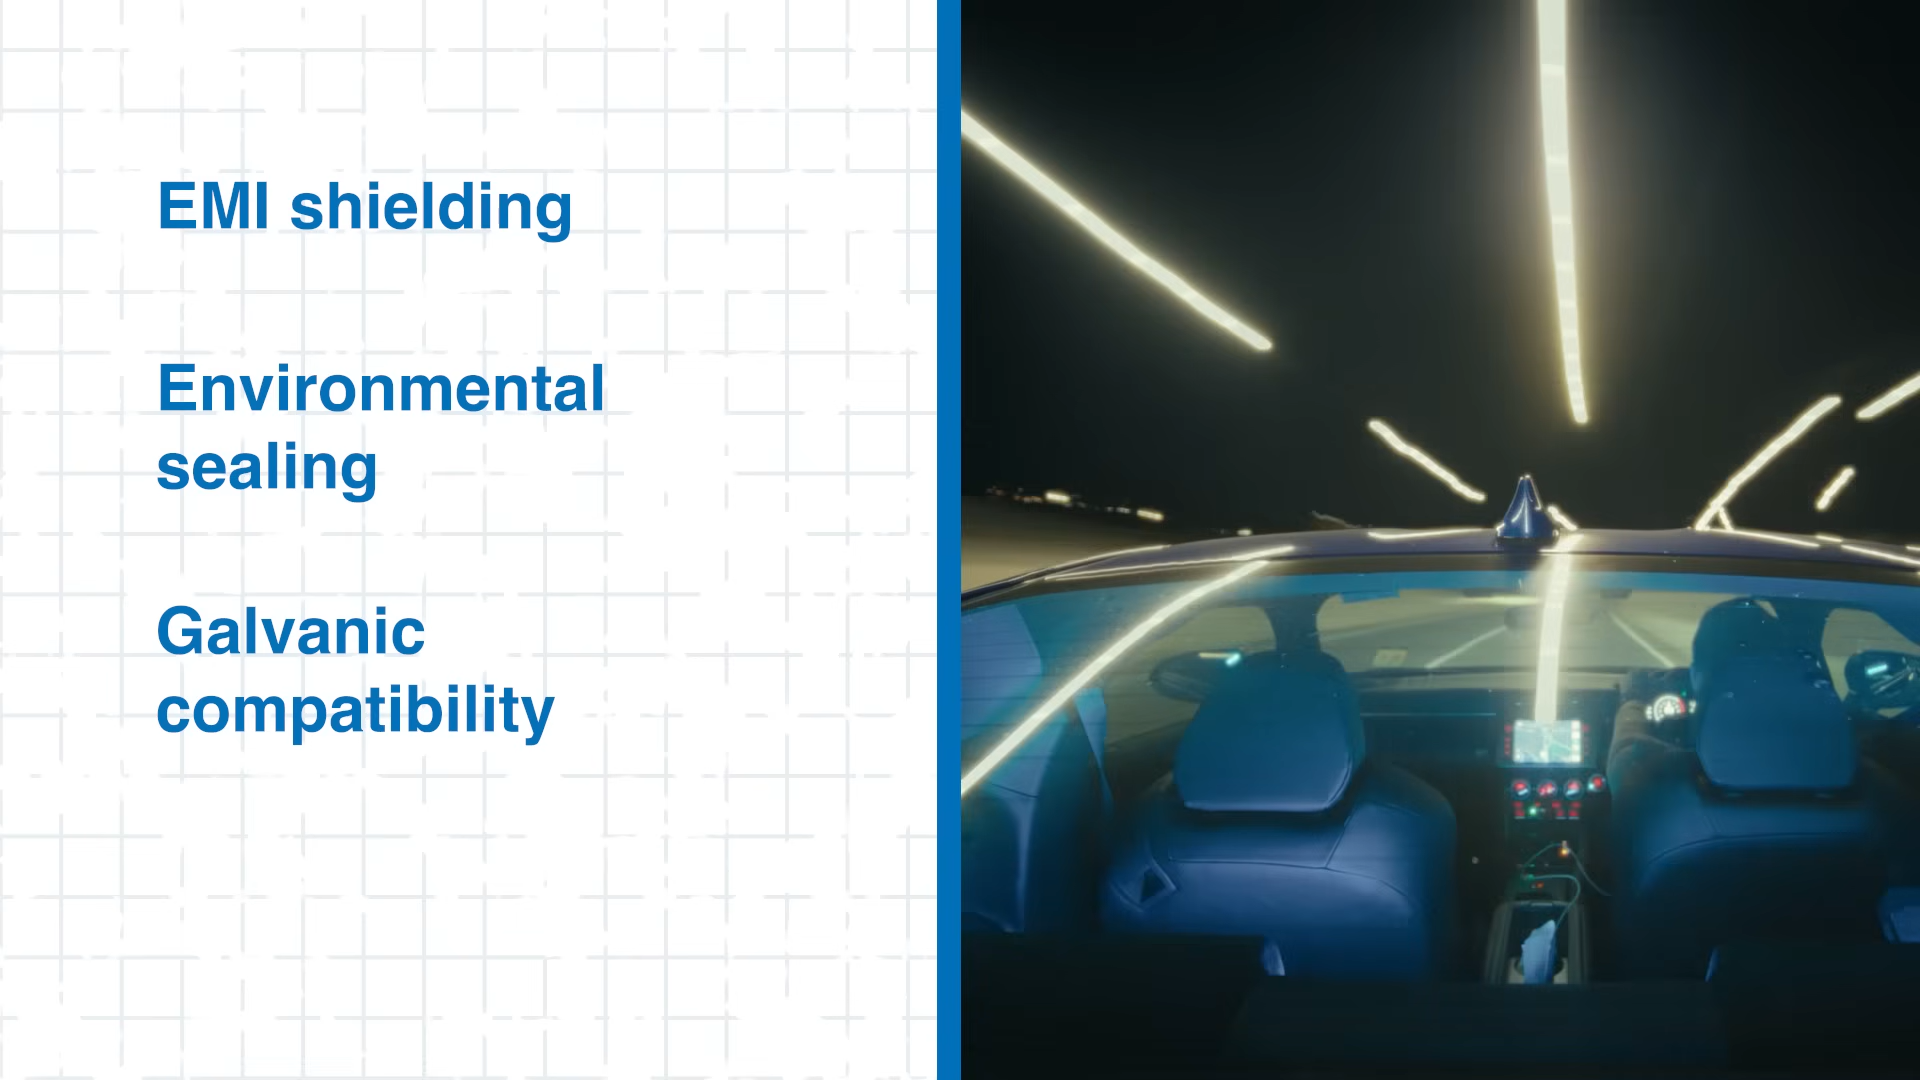 EMI shielding
Environmental
sealing
Galvanic
compatibility